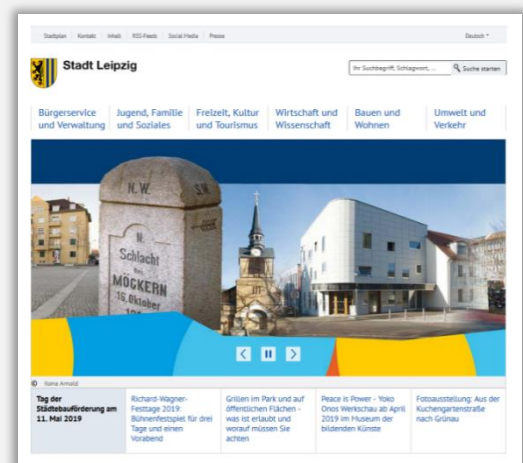 Stadtplan Kontakt Inhalt RSS-Feeds Social Media Presse Deutsch
Stadt Leipzig
Ihr Suchbegriff, Schlagwort, ... Suche starten
Bürgerservice Jugend, Familie Freizeit, Kultur Wirtschaft und Bauen und Umwelt und
und Verwaltung und Soziales und Tourismus Wissenschaft Wohnen Verkehr
N.W. S.W.
N.
Schlacht
bei
MÖCKERN
16. Oktober
© Ilona Arnold
Tag der
Städtebauförderung am
11. Mai 2019
Richard-Wagner-
Festtage 2019:
Bühnenfestspiel für drei
Tage und einen
Vorabend
Grillen im Park und auf
öffentlichen Flächen -
was ist erlaubt und
worauf müssen Sie
achten
Peace is Power - Yoko
Onos Werkschau ab April
2019 im Museum der
bildenden Künste
Fotoausstellung: Aus der
Kuchengartenstraße
nach Grünau